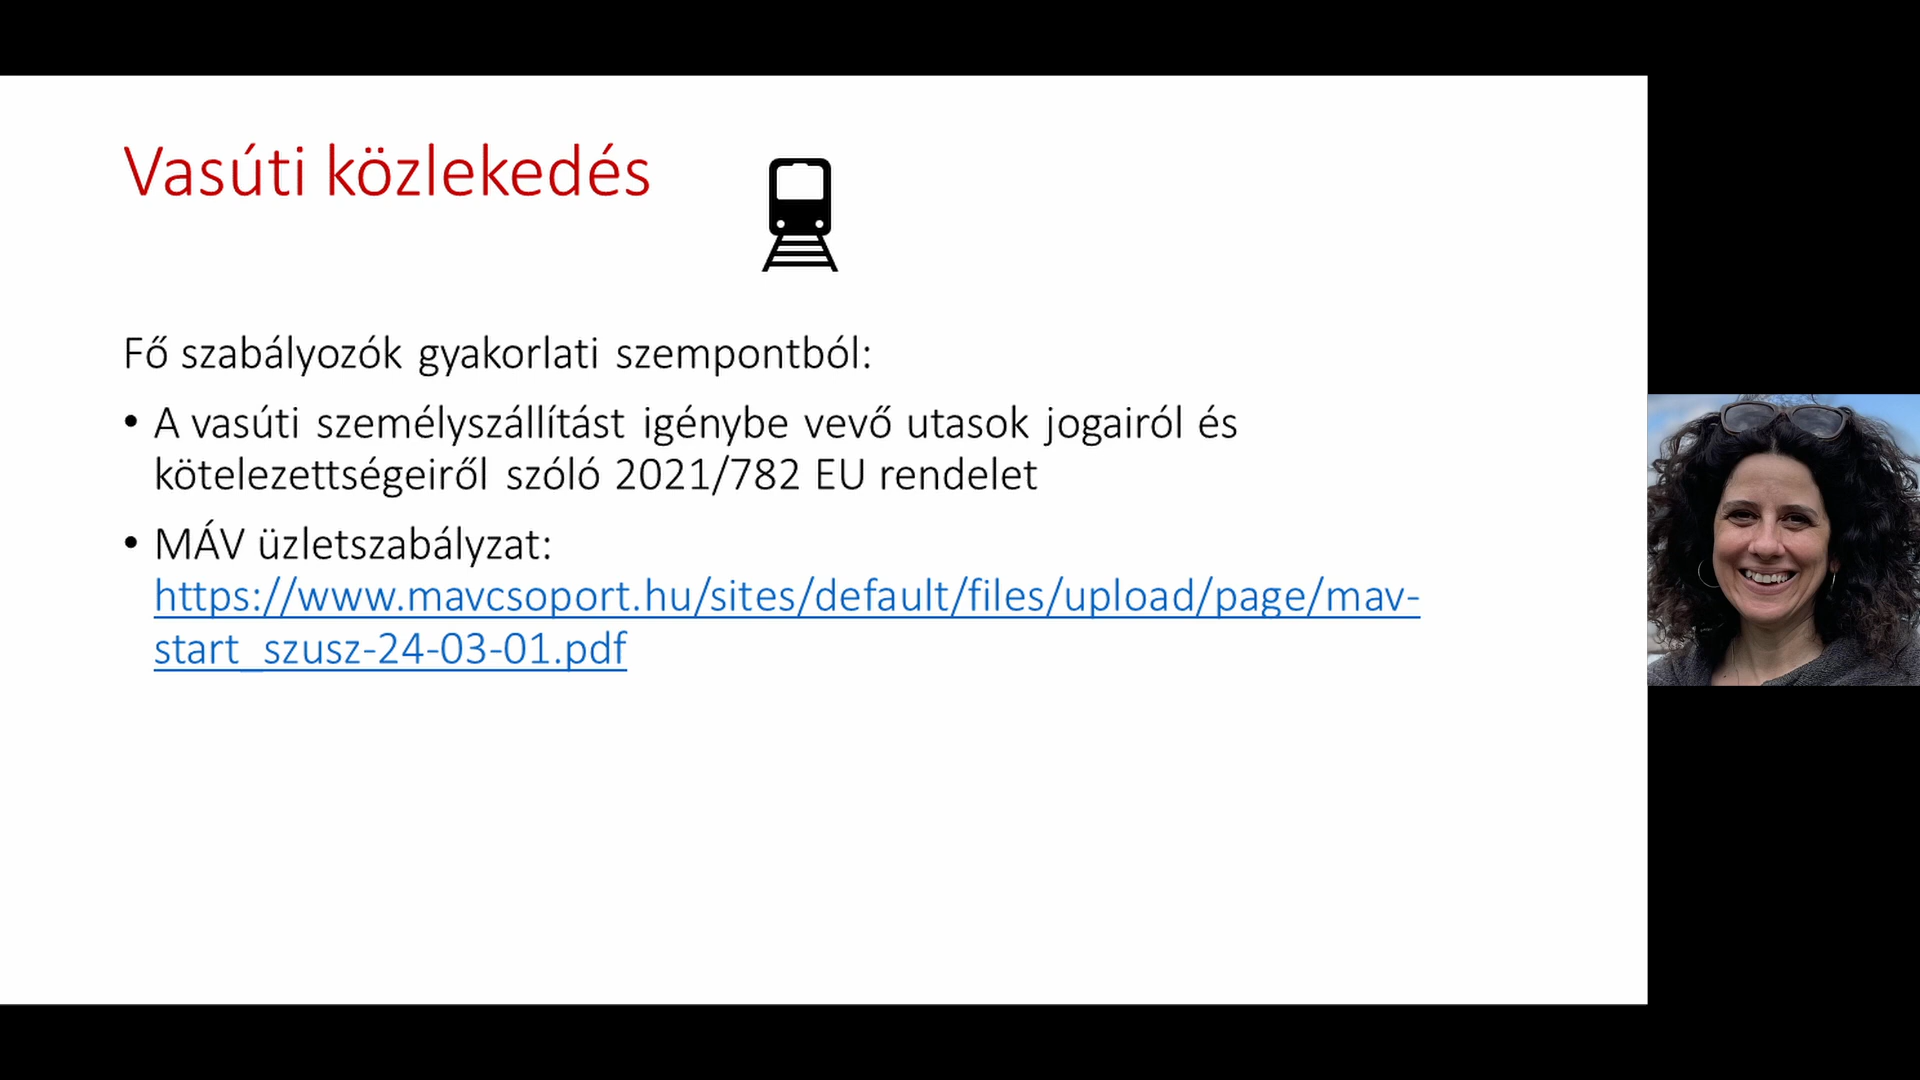 Vasúti közlekedés
Fő szabályozók gyakorlati szempontból:
• A vasúti személyszállítást igénybe vevő utasok jogairól és
kötelezettségeiről szóló 2021/782 EU rendelet
• MÁV üzletszabályzat:
https://www.mavcsoport.hu/sites/default/files/upload/page/mav-
start_szusz-24-03-01.pdf